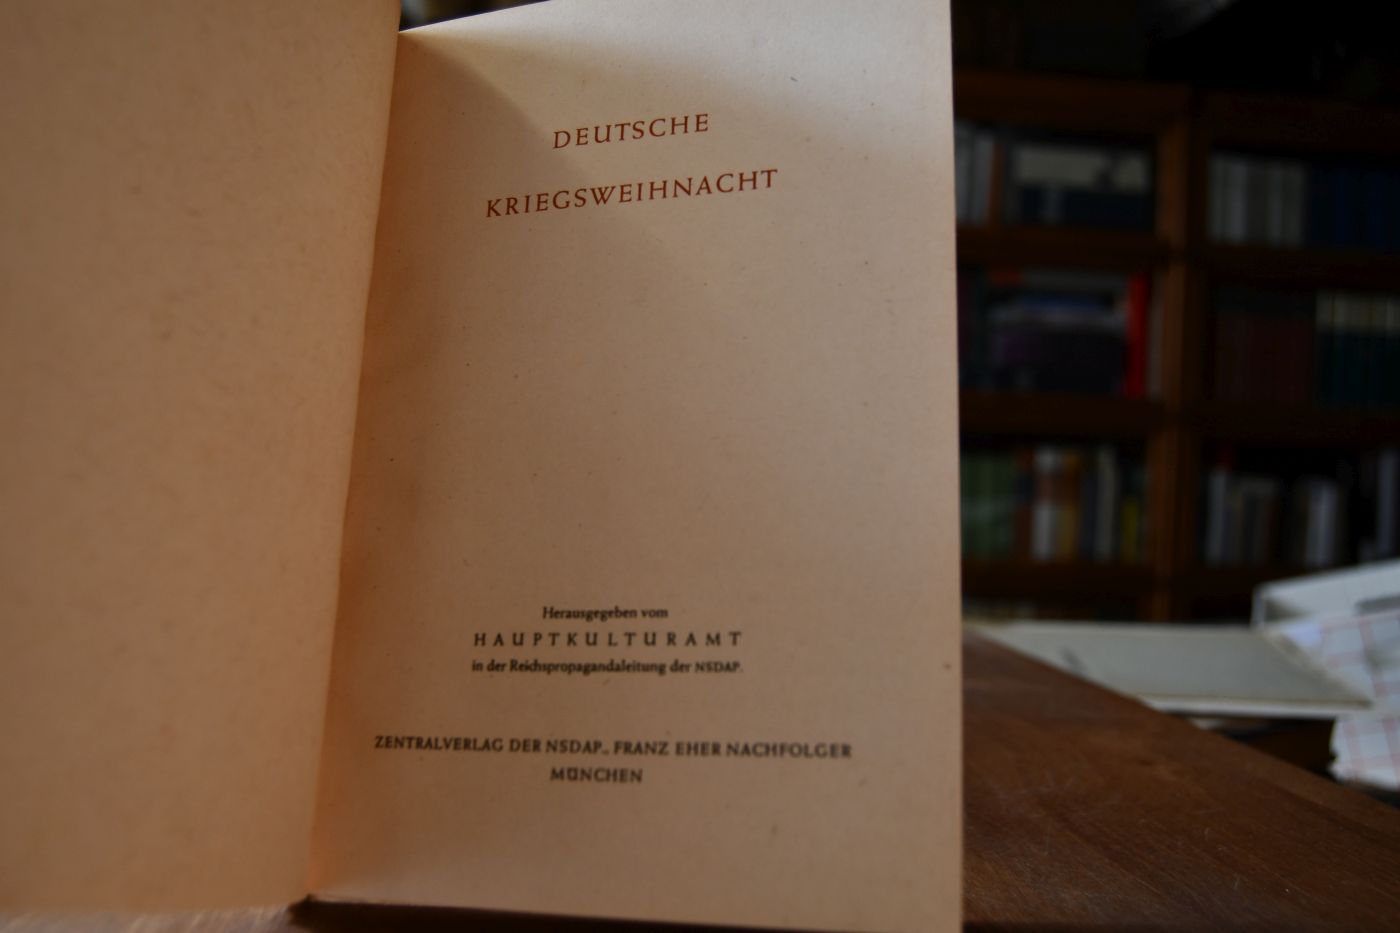 DEUTSCHE
KRIEGSWEIHNACHT
Herausgegeben vom
HAUPTKULTURAMT
in der Reichspropagandaleitung der NSDAP.
ZENTRALVERLAG DER NSDAP., FRANZ EHER NACHFOLGER
MÜNCHEN